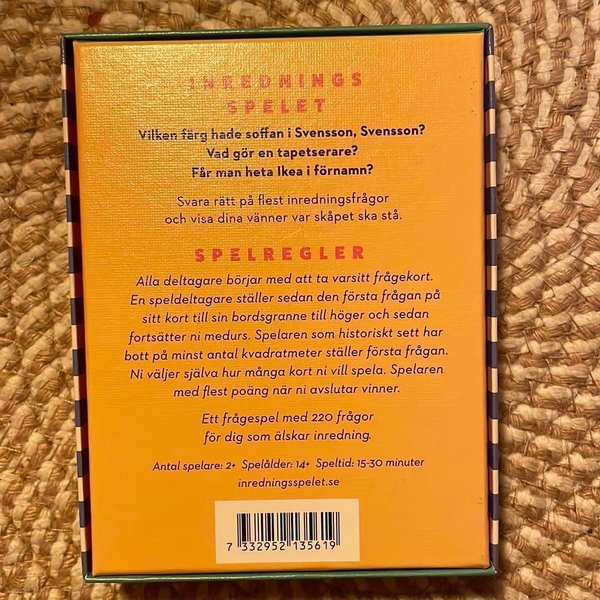 INREDNINGS
SPELET
Vilken färg hade soffan i Svensson, Svensson?
Vad gör en tapetserare?
Får man heta Ikea i förnamn?
Svara rätt på flest inredningsfrågor
och visa dina vänner var skåpet ska stå.
SPELREGLER
Alla deltagare börjar med att ta varsitt frågekort.
En speldeltagare ställer sedan den första frågan på
sitt kort till sin bordsgranne till höger och sedan
fortsätter ni medurs. Spelaren som historiskt sett har
bott på minst antal kvadratmeter ställer första frågan.
Ni väljer själva hur många kort ni vill spela. Spelaren
med flest poäng när ni avslutar vinner.
Ett frågespel med 220 frågor
för dig som älskar inredning.
Antal spelare: 2+ Spelålder: 14+ Speltid: 15-30 minuter
inredningsspelet.se
7 332952 135619